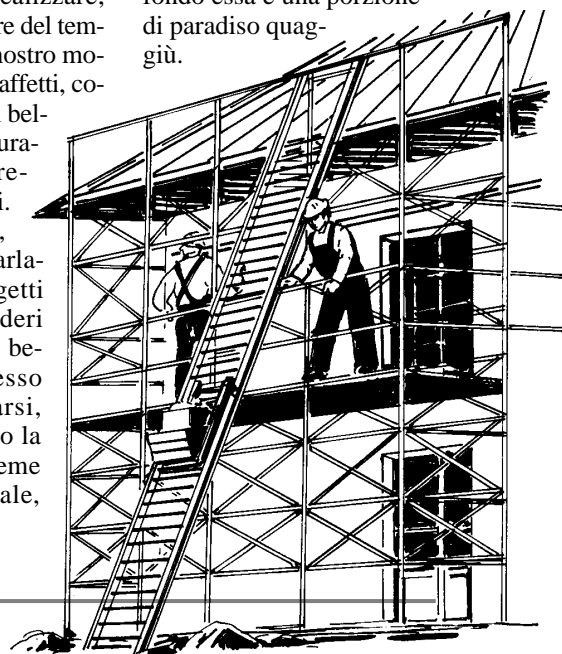 ealizzare,
re del tem-
nostro mo-
affetti, co-
bel-
ura-
re-
i.
,
arla-
getti
deri
be-
esso
arsi,
o la
eme
ale,
fondo essa è una porzione
di paradiso quag-
giù.